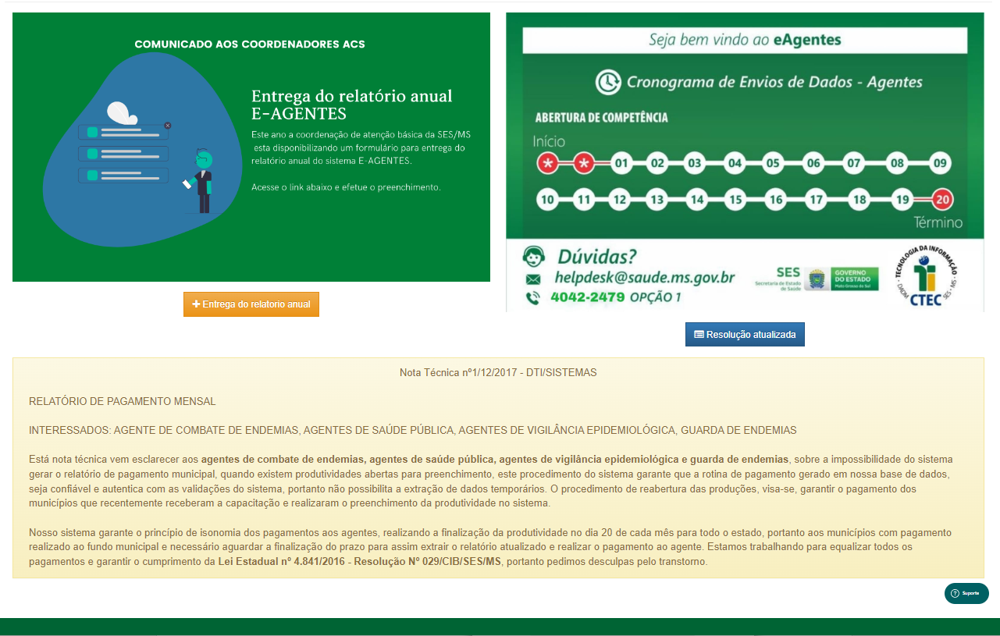 COMUNICADO AOS COORDENADORES ACS
Entrega do relatório anual
E-AGENTES
Este ano a coordenação de atenção básica da SES/MS
esta disponibilizando um formulário para entrega do
relatório anual do sistema E-AGENTES.
Acesse o link abaixo e efetue o preenchimento.
Entrega do relatorio anual
Seja bem vindo ao eAgentes
Cronograma de Envios de Dados - Agentes
ABERTURA DE COMPETÊNCIA
Início
* * 01 02 03 04 05 06 07 08 09
10 11 12 13 14 15 16 17 18 19 20
Término
Dúvidas?
helpdesk@saude.ms.gov.br
4042-2479 OPÇÃO 1
SES
Secretaria de Estado
de Saúde
GOVERNO
DO ESTADO
Mato Grosso do Sul
TECNOLOGIA DA INFORMAÇÃO
CTEC
SES - MS
Resolução atualizada
Nota Técnica nº1/12/2017 - DTI/SISTEMAS
RELATÓRIO DE PAGAMENTO MENSAL
INTERESSADOS: AGENTE DE COMBATE DE ENDEMIAS, AGENTES DE SAÚDE PÚBLICA, AGENTES DE VIGILÂNCIA EPIDEMIOLÓGICA, GUARDA DE ENDEMIAS
Está nota técnica vem esclarecer aos agentes de combate de endemias, agentes de saúde pública, agentes de vigilância epidemiológica e guarda de endemias, sobre a impossibilidade do sistema
gerar o relatório de pagamento municipal, quando existem produtividades abertas para preenchimento, este procedimento do sistema garante que a rotina de pagamento gerado em nossa base de dados,
seja confiável e autentica com as validações do sistema, portanto não possibilita a extração de dados temporários. O procedimento de reabertura das produções, visa-se, garantir o pagamento dos
municípios que recentemente receberam a capacitação e realizaram o preenchimento da produtividade no sistema.
Nosso sistema garante o princípio de isonomia dos pagamentos aos agentes, realizando a finalização da produtividade no dia 20 de cada mês para todo o estado, portanto aos municípios com pagamento
realizado ao fundo municipal e necessário aguardar a finalização do prazo para assim extrair o relatório atualizado e realizar o pagamento ao agente. Estamos trabalhando para equalizar todos os
pagamentos e garantir o cumprimento da Lei Estadual nº 4.841/2016 - Resolução Nº 029/CIB/SES/MS, portanto pedimos desculpas pelo transtorno.
Suporte